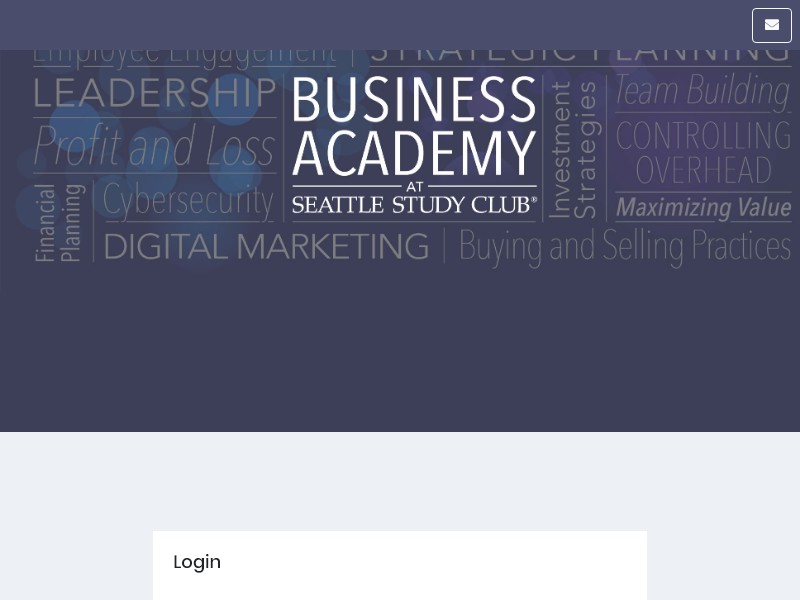 Employee Engagement | STRATEGIC PLANNING
LEADERSHIP
Profit and Loss
Financial
Planning
Cybersecurity
BUSINESS
ACADEMY
AT
SEATTLE STUDY CLUB®
Investment
Strategies
Team Building
CONTROLLING
OVERHEAD
Maximizing Value
DIGITAL MARKETING | Buying and Selling Practices
Login